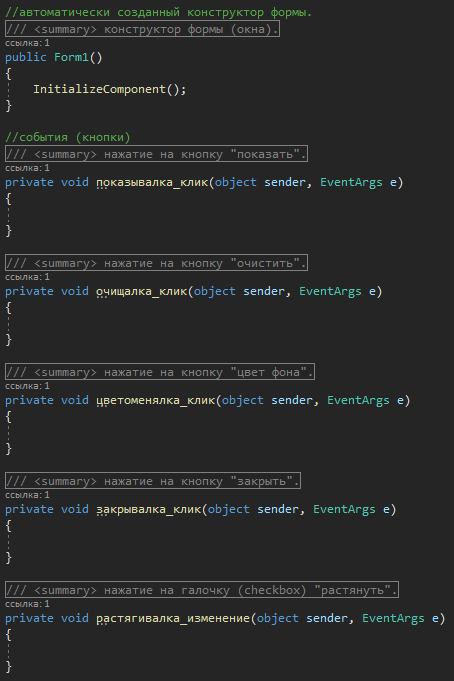 //автоматически созданный конструктор формы.
/// <summary> конструктор формы (окна).
ссылка: 1
public Form1()
{
InitializeComponent();
}
//события (кнопки)
/// <summary> нажатие на кнопку "показать".
ссылка: 1
private void показывалка_клик(object sender, EventArgs e)
{
}
/// <summary> нажатие на кнопку "очистить".
ссылка: 1
private void очищалка_клик(object sender, EventArgs e)
{
}
/// <summary> нажатие на кнопку "цвет фона".
ссылка: 1
private void цветоменялка_клик(object sender, EventArgs e)
{
}
/// <summary> нажатие на кнопку "закрыть".
ссылка: 1
private void закрывалка_клик(object sender, EventArgs e)
{
}
/// <summary> нажатие на галочку (checkbox) "растянуть".
ссылка: 1
private void растягивалка_изменение(object sender, EventArgs e)
{
}